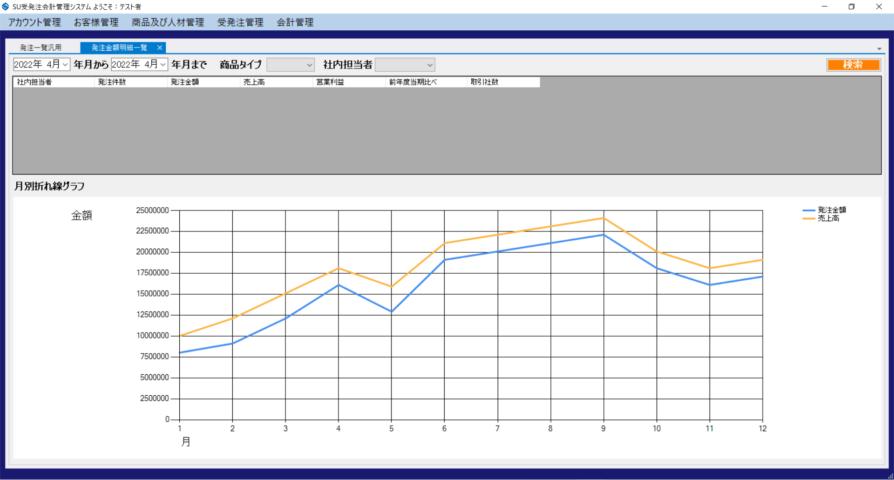 SU受発注会計管理システム ようこそ：テスト者
アカウント管理 お客様管理 商品及び人材管理 受発注管理 会計管理
発注一覧汎用 発注金額明細一覧 ×
2022年 4月 年月から 2022年 4月 年月まで 商品タイプ 社内担当者 検索
社内担当者 発注件数 発注金額 売上高 営業利益 前年度当期比べ 取引社数
月別折れ線グラフ
金額
25000000
22500000
20000000
17500000
15000000
12500000
10000000
7500000
5000000
2500000
0
1 2 3 4 5 6 7 8 9 10 11 12
月
発注金額
売上高